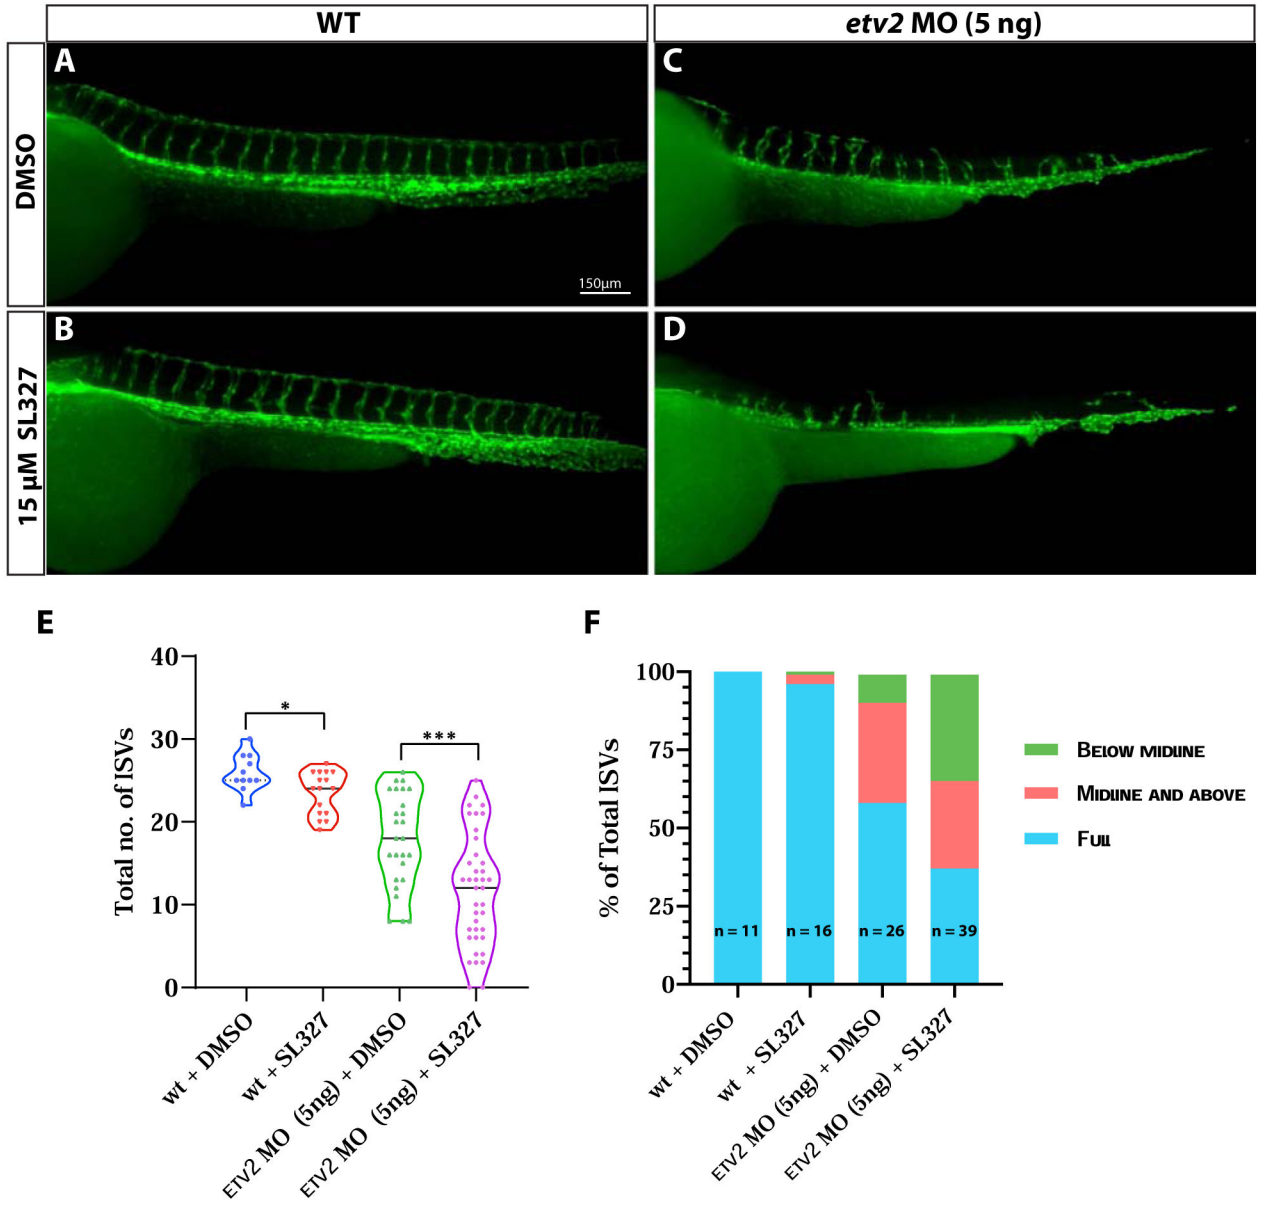 WT
etv2 MO (5 ng)
DMSO
A
150µm
C
15 µM SL327
B
D
E
Total no. of ISVs
40
30
20
10
0
*
***
wt + DMSO
wt + SL327
ETV2 MO (5ng) + DMSO
ETV2 MO (5ng) + SL327
F
% of Total ISVs
100
75
50
25
0
n = 11
n = 16
n = 26
n = 39
wt + DMSO
wt + SL327
ETV2 MO (5ng) + DMSO
ETV2 MO (5ng) + SL327
Below midline
Midline and above
Full